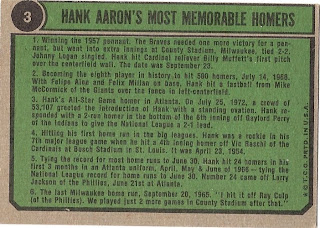 3
HANK AARON'S MOST MEMORABLE HOMERS
1. Winning the 1957 pennant. The Braves needed one more victory for a pen-
nant, but went into extra innings at County Stadium, Milwaukee, tied 2-2.
Johnny Logan singled. Hank hit Cardinal reliever Billy Muffett's first pitch
over the centerfield wall. The date was September 23.
2. Becoming the eighth player in history to hit 500 homers, July 14, 1968.
With Felipe Alou and Felix Millan on base, Hank hit a fastball from Mike
McCormick of the Giants over the fence in left-centerfield.
3. Hank's All-Star Game homer in Atlanta. On July 25, 1972, a crowd of
53,107 greeted the introduction of Hank with a standing ovation. Hank re-
sponded with a 2-run homer in the bottom of the 6th inning off Gaylord Perry
of the Indians to give the National League a 2-1 lead.
4. Hitting his first home run in the big leagues. Hank was a rookie in his
7th major league game when he hit a 4th inning homer off Vic Raschi of the
Cardinals at Busch Stadium in St. Louis. It was April 23, 1954.
5. Tying the record for most home runs to June 30. Hank hit 24 homers in his
first 3 months in an Atlanta uniform, April, May & June of 1966 – tying the
National League record for home runs to June 30. Number 24 came off Larry
Jackson of the Phillies, June 21st at Atlanta.
6. The last Milwaukee home run, September 20, 1965. "I hit it off Ray Culp
(of the Phillies). We played just 2 more games in County Stadium after that."
© T.C.G. PRTD. IN U.S.A.